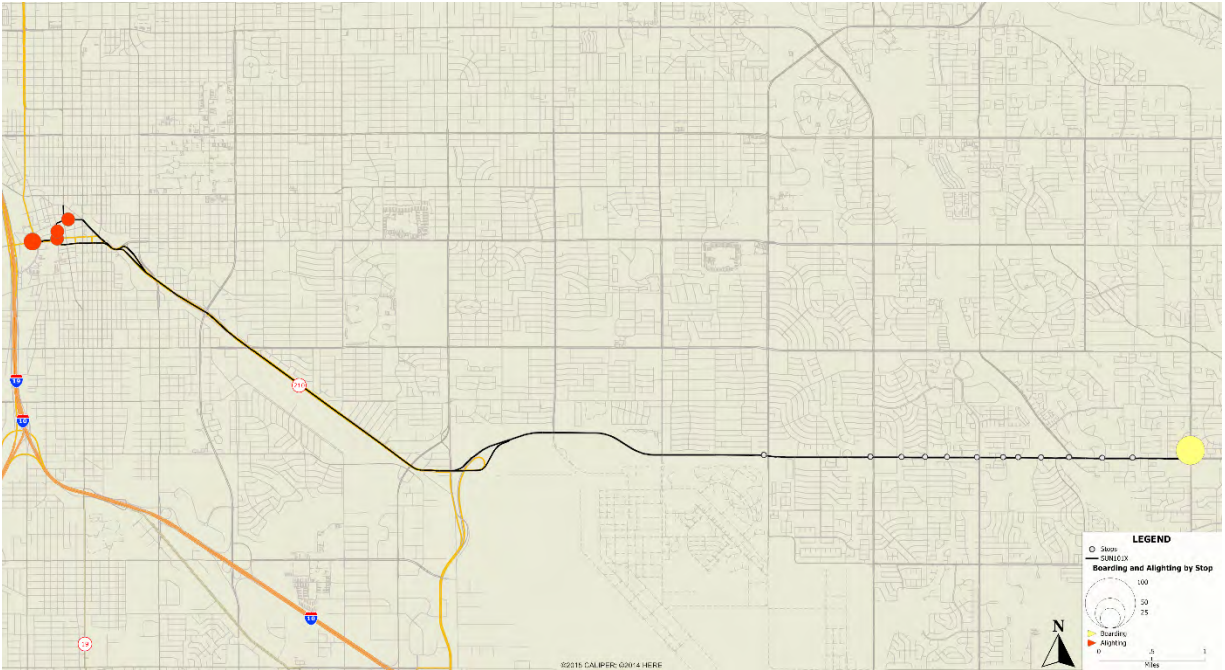 19
10
210
10
19
LEGEND
Stops
SUN101X
Boarding and Alighting by Stop
100
50
25
Boarding
Alighting
0 .5 1
Miles
N
©2015 CALIPER; ©2014 HERE